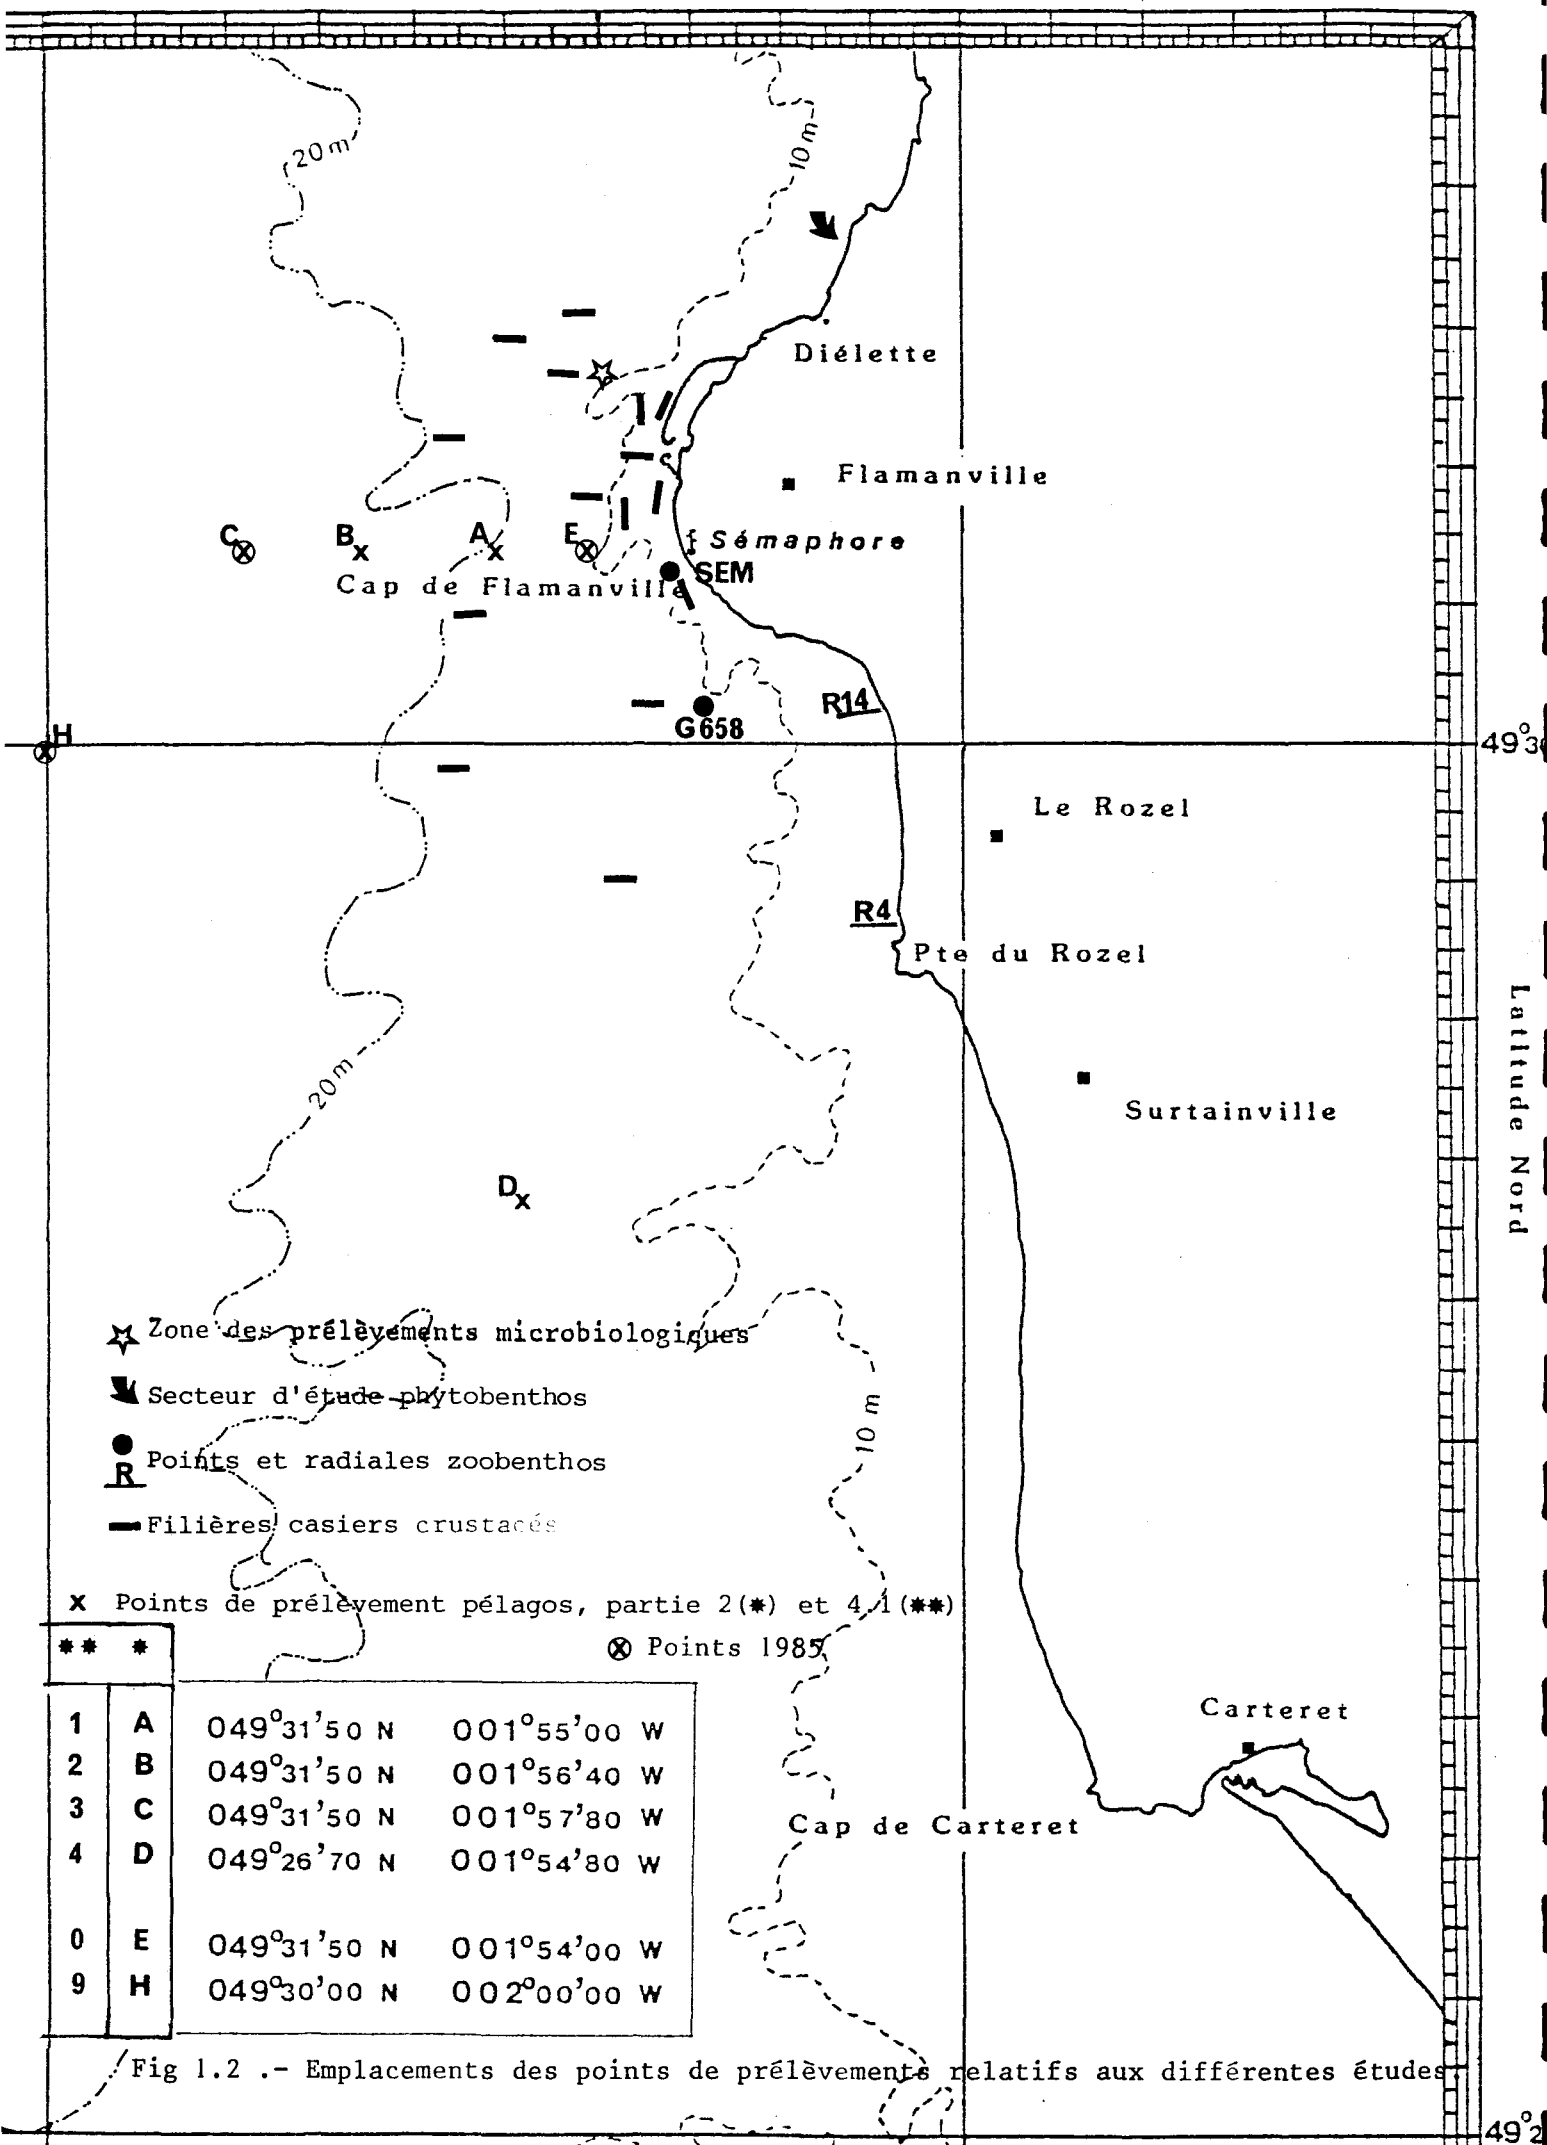 20 m
10 m
Diélette
Flamanville
C
B
A
E
Sémaphore
SEM
Cap de Flamanville
R14
G658
H
49°3
Le Rozel
R4
Pte du Rozel
Latitude Nord
20 m
Surtainville
D
Zone des prélèvements microbiologiques
Secteur d'étude phytobenthos
10 m
R Points et radiales zoobenthos
Filières casiers crustacés
x Points de prélèvement pélagos, partie 2(*) et 4.1(**)
** *
⊗ Points 1985
Carteret
1 A 049°31'50 N 001°55'00 W
2 B 049°31'50 N 001°56'40 W
3 C 049°31'50 N 001°57'80 W
Cap de Carteret
4 D 049°26'70 N 001°54'80 W
0 E 049°31'50 N 001°54'00 W
9 H 049°30'00 N 002°00'00 W
Fig 1.2 .- Emplacements des points de prélèvements relatifs aux différentes études.
49°2